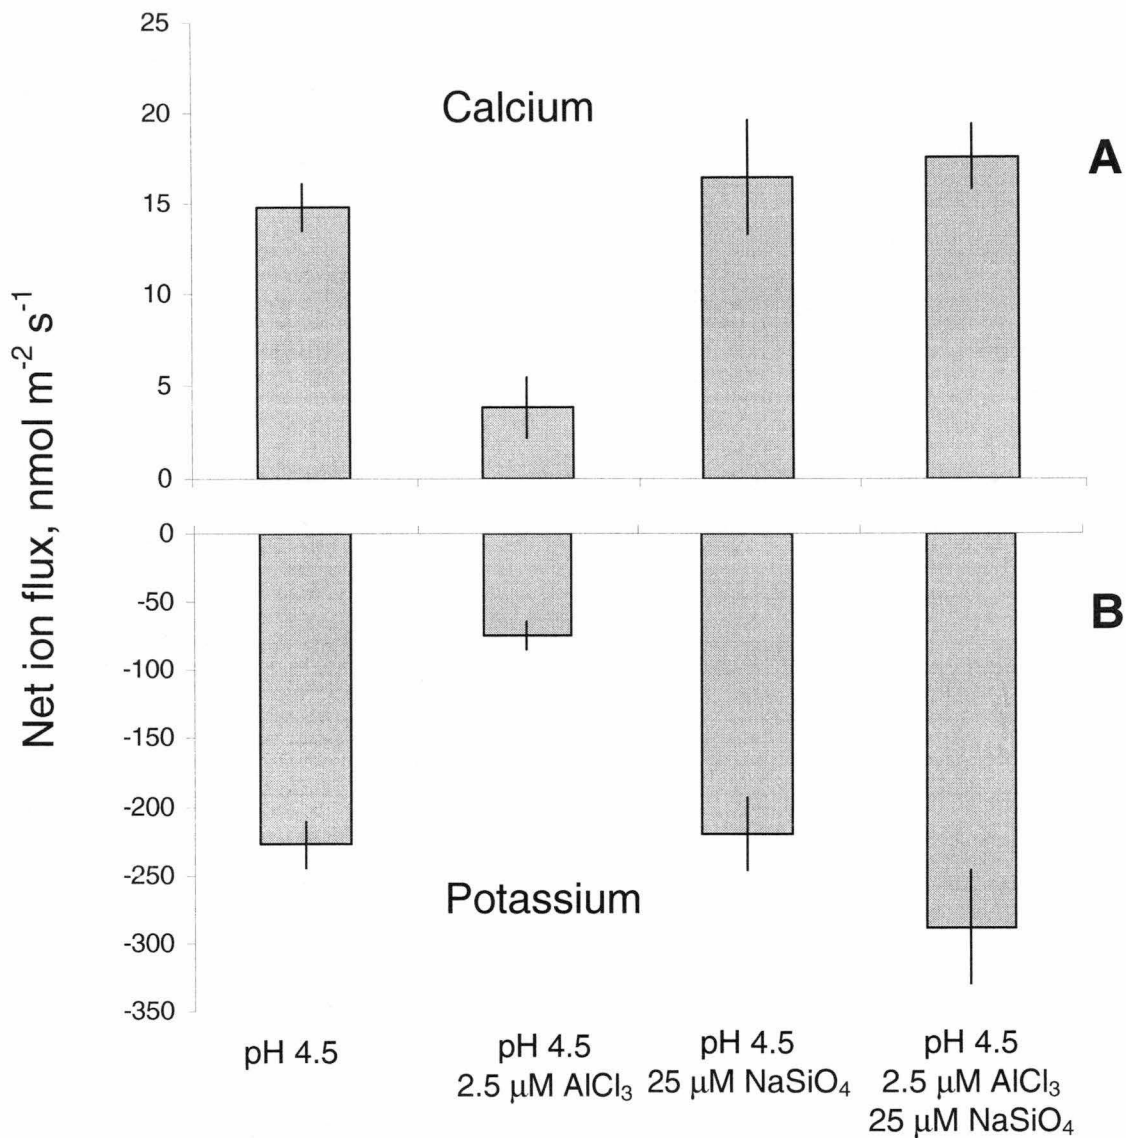 25
Calcium
20
A
15
10
5
0
Net ion flux, nmol m⁻² s⁻¹
0
-50
B
-100
-150
-200
-250
Potassium
-300
-350
pH 4.5
pH 4.5
2.5 µM AlCl₃
pH 4.5
25 µM NaSiO₄
pH 4.5
2.5 µM AlCl₃
25 µM NaSiO₄